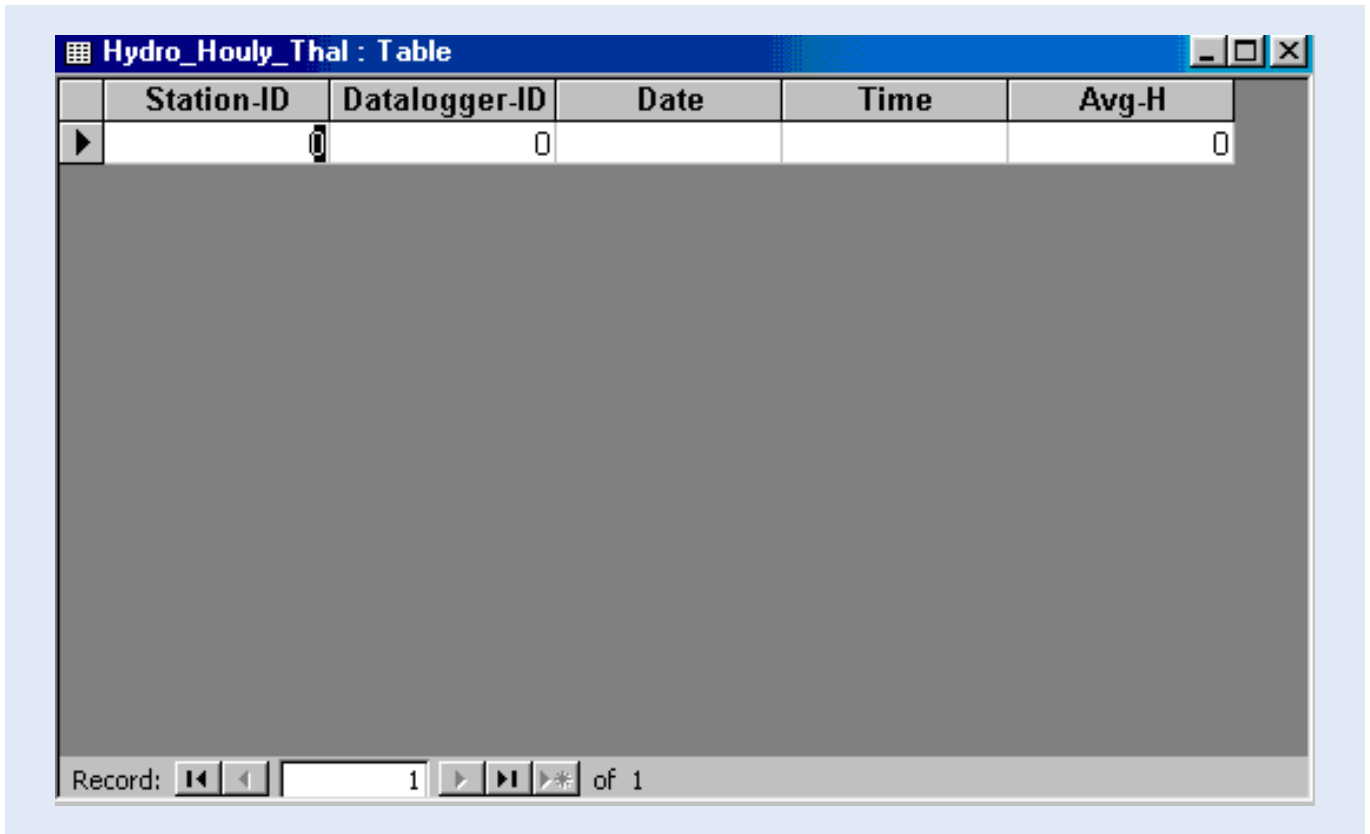 Hydro_Houly_Thal : Table
Station-ID Datalogger-ID Date Time Avg-H
0 0 0
Record: 1 of 1